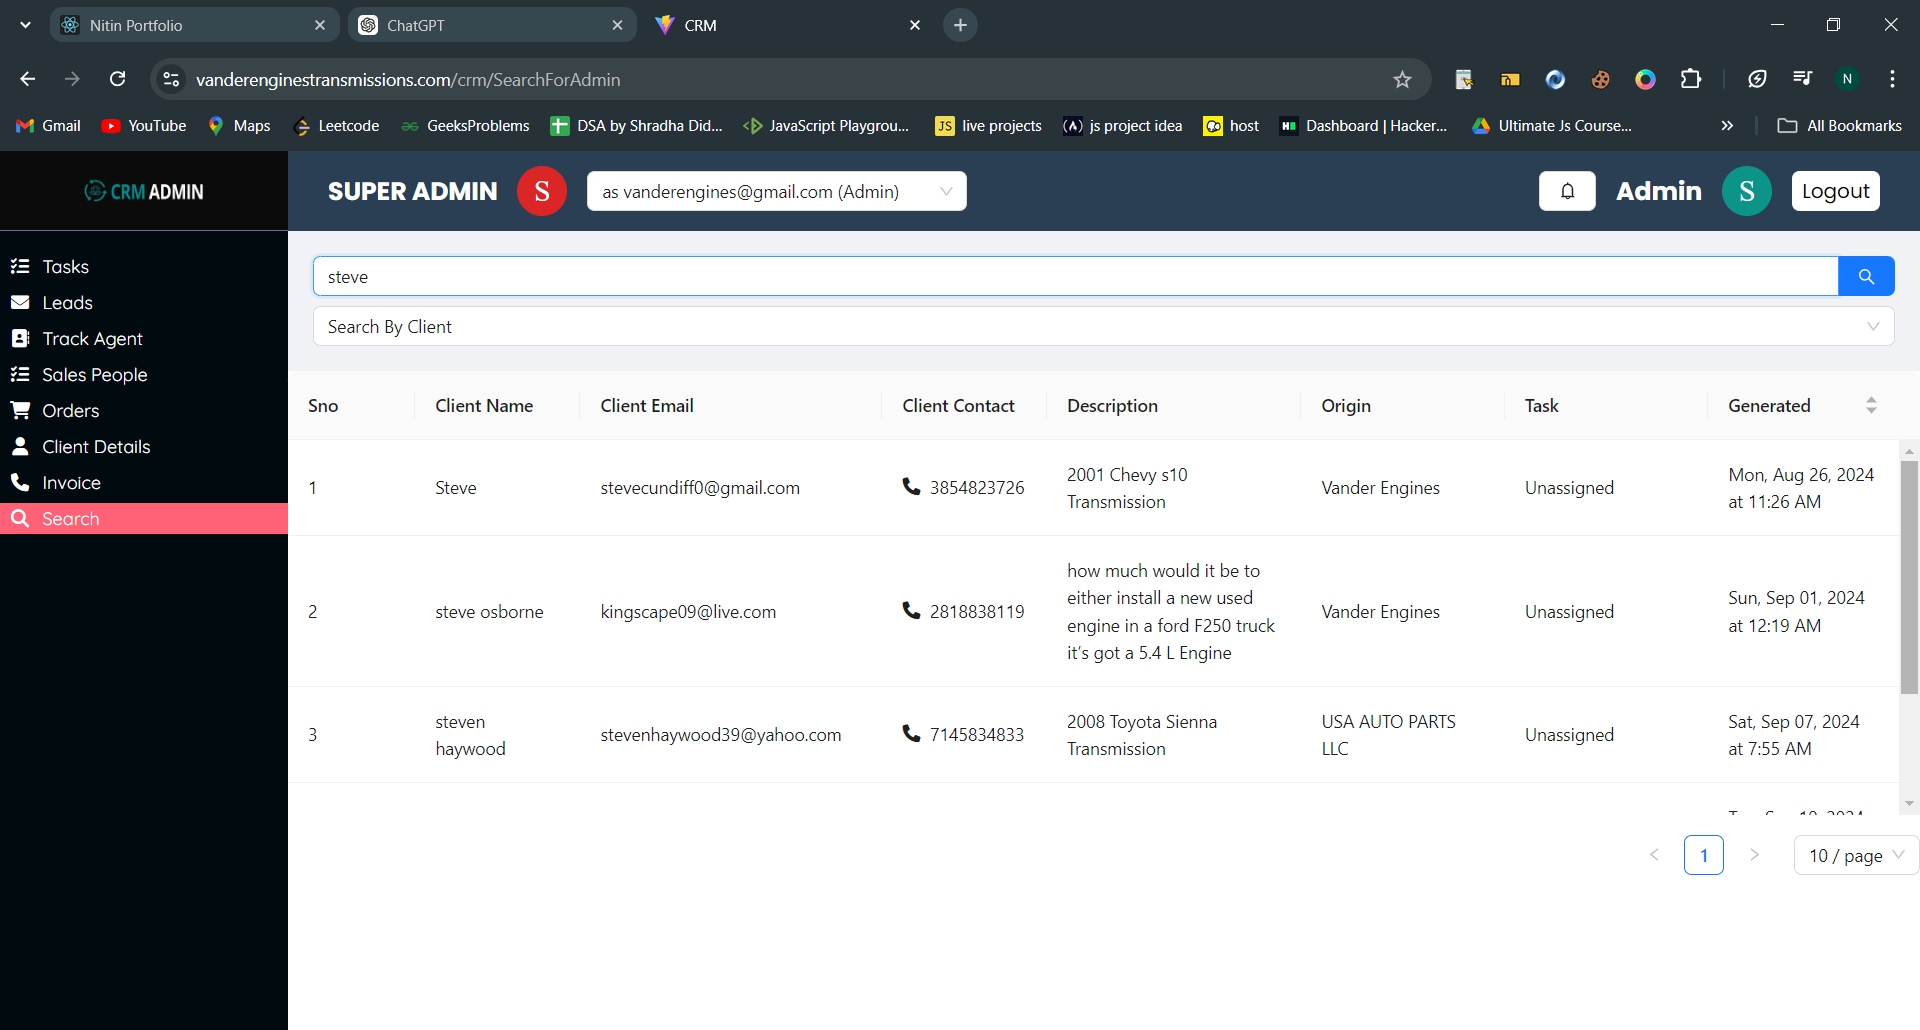 Nitin Portfolio
ChatGPT
CRM
vanderenginestransmissions.com/crm/SearchForAdmin
N
Gmail
YouTube
Maps
Leetcode
GeeksProblems
DSA by Shradha Did...
JavaScript Playgrou...
JS live projects
js project idea
host
Dashboard | Hacker...
Ultimate Js Course...
All Bookmarks
CRM ADMIN
SUPER ADMIN
S
as vanderengines@gmail.com (Admin)
Admin
S
Logout
Tasks
Leads
Track Agent
Sales People
Orders
Client Details
Invoice
Search
steve
Search By Client
Sno Client Name Client Email Client Contact Description Origin Task Generated
1 Steve stevecundiff0@gmail.com 3854823726 2001 Chevy s10 Vander Engines Unassigned Mon, Aug 26, 2024
Transmission at 11:26 AM
how much would it be to
2 steve osborne kingscape09@live.com 2818838119 either install a new used Vander Engines Unassigned Sun, Sep 01, 2024
engine in a ford F250 truck at 12:19 AM
it's got a 5.4 L Engine
3 steven stevenhaywood39@yahoo.com 7145834833 2008 Toyota Sienna USA AUTO PARTS Unassigned Sat, Sep 07, 2024
haywood Transmission LLC at 7:55 AM
1
10 / page